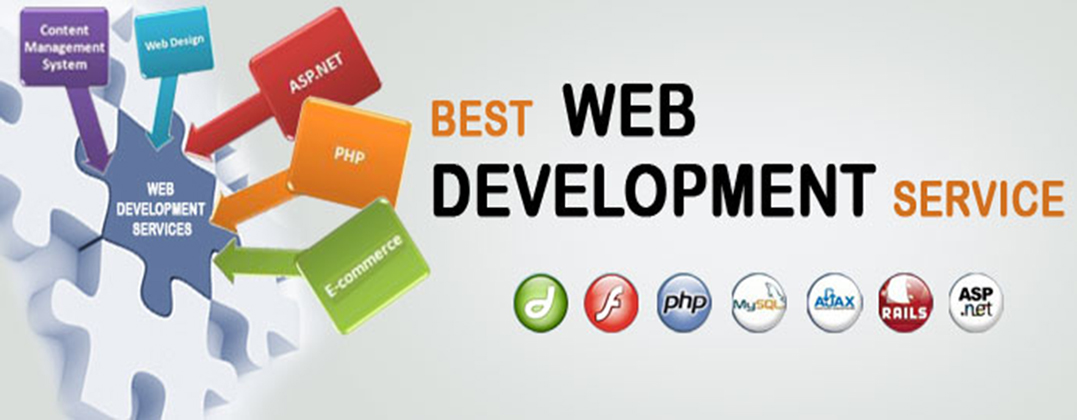 Content
Management
System
Web Design
ASP.NET
PHP
E-commerce
WEB
DEVELOPMENT
SERVICES
BEST WEB
DEVELOPMENT SERVICE
php
MySQL
AJAX
RAILS
ASP
.net